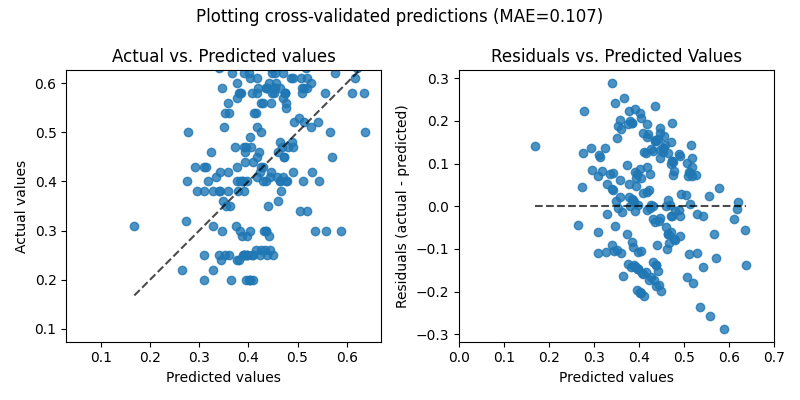 Plotting cross-validated predictions (MAE=0.107)
Actual vs. Predicted values
Actual values
0.6
0.5
0.4
0.3
0.2
0.1
0.1 0.2 0.3 0.4 0.5 0.6
Predicted values
Residuals vs. Predicted Values
Residuals (actual - predicted)
0.3
0.2
0.1
0.0
−0.1
−0.2
−0.3
0.0 0.1 0.2 0.3 0.4 0.5 0.6 0.7
Predicted values